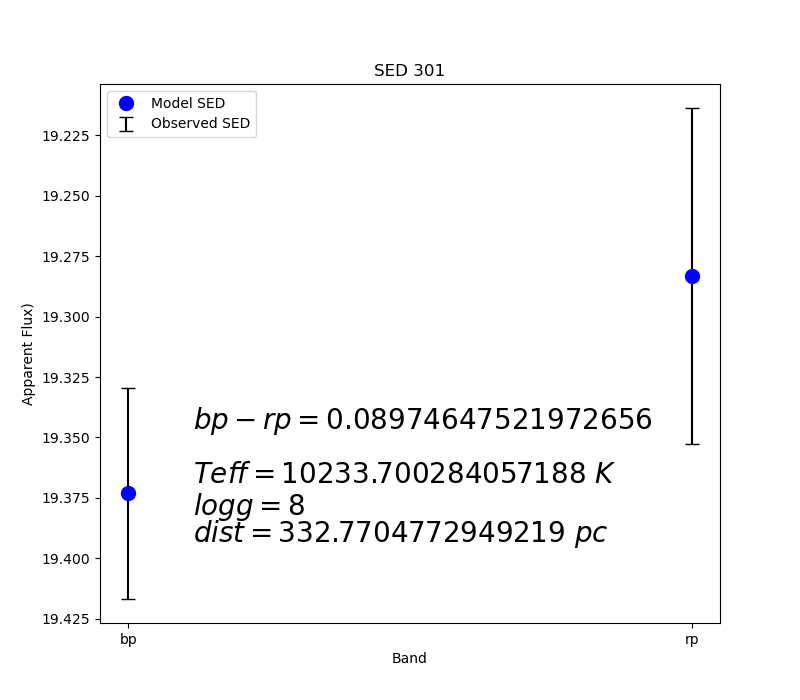 SED 301
Model SED
Observed SED
19.225
19.250
19.275
19.300
19.325
19.350
19.375
19.400
19.425
Apparent Flux)
bp − rp = 0.08974647521972656
Teff = 10233.700284057188 K
logg = 8
dist = 332.7704772949219 pc
bp
rp
Band